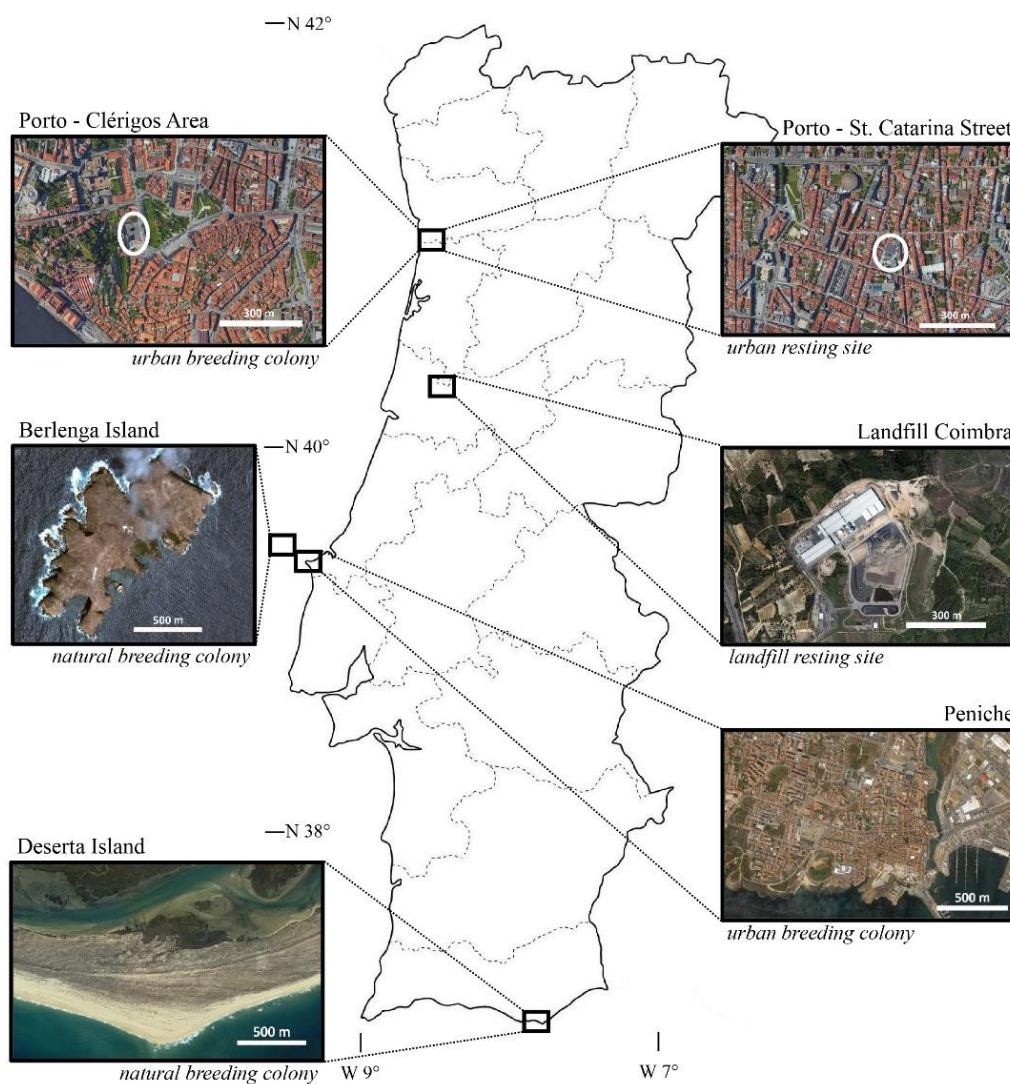 N 42°
Porto - Clérigos Area
300 m
urban breeding colony
Porto - St. Catarina Street
300 m
urban resting site
Berlenga Island
500 m
natural breeding colony
N 40°
Landfill Coimbra
300 m
landfill resting site
Peniche
500 m
urban breeding colony
N 38°
Deserta Island
500 m
natural breeding colony
W 9°
W 7°